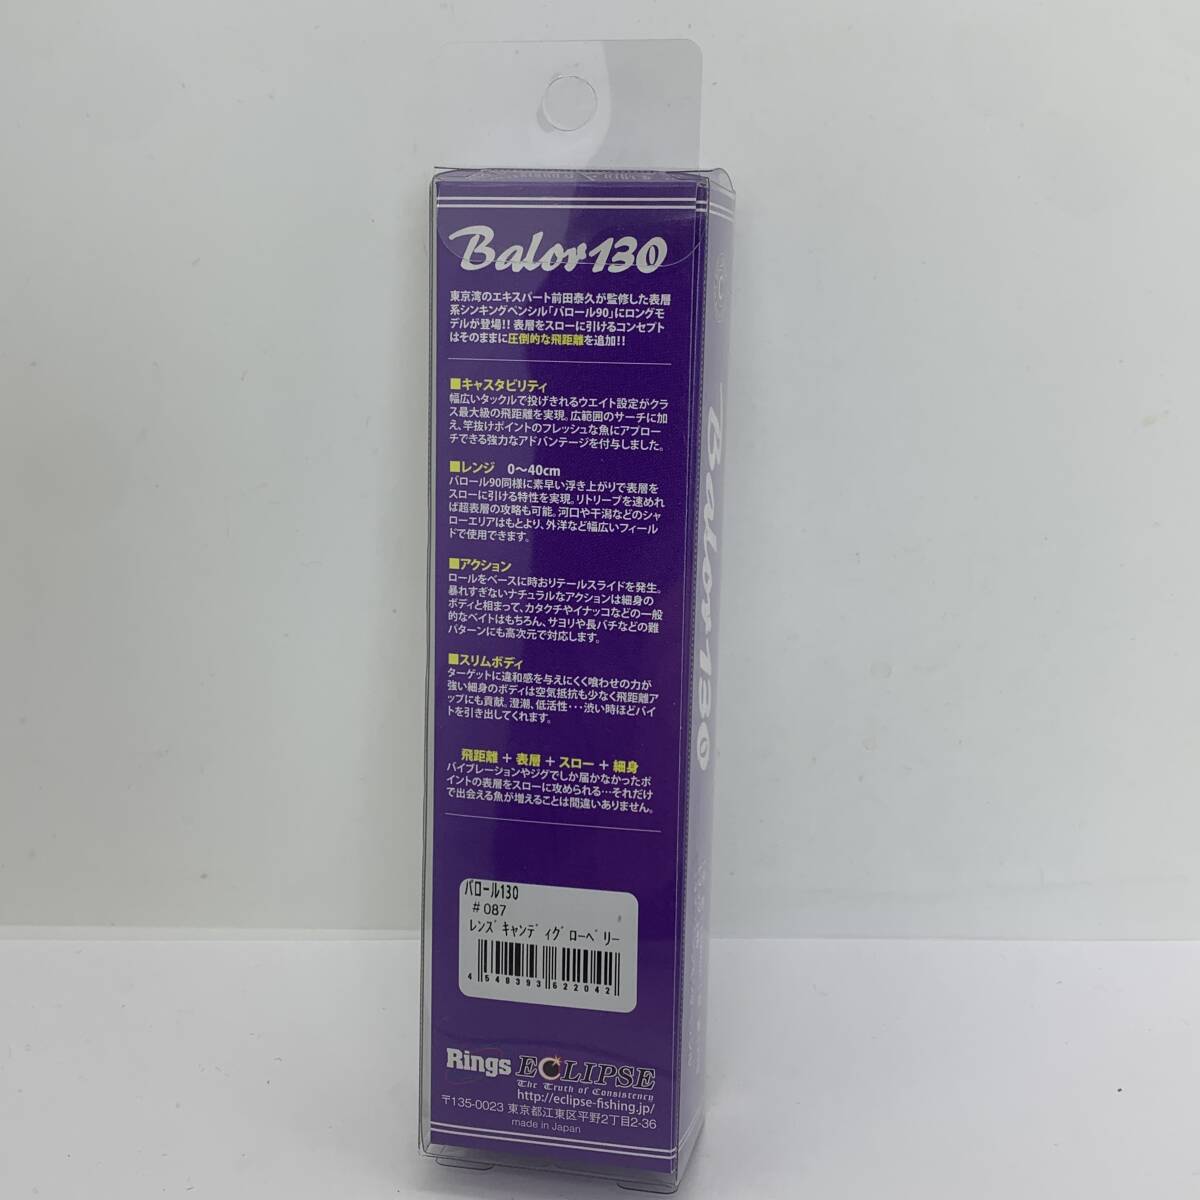 Balor130
東京湾のエキスパート前田泰久が監修した表層
系シンキングペンシル「バロール90」にロングモ
デルが登場!! 表層をスローに引けるコンセプト
はそのままに圧倒的な飛距離を追加!!
■キャスタビリティ
幅広いタックルで投げきれるウエイト設定がクラ
ス最大級の飛距離を実現。広範囲のサーチに加
え、竿抜けポイントのフレッシュな魚にアプロー
チできる強力なアドバンテージを付与しました。
■レンジ 0〜40cm
バロール90同様に素早い浮き上がりで表層を
スローに引ける特性を実現。リトリーブを速めれ
ば超表層の攻略も可能。河口や干潟などのシャ
ローエリアはもとより、外洋など幅広いフィール
ドで使用できます。
■アクション
ロールをベースに時おりテールスライドを発生。
暴れすぎないナチュラルなアクションは細身の
ボディと相まって、カタクチやイナッコなどの一般
的なベイトはもちろん、サヨリや長バチなどの難
パターンにも高次元で対応します。
■スリムボディ
ターゲットに違和感を与えにくく喰わせの力が
強い細身のボディは空気抵抗も少なく飛距離ア
ップにも貢献。澄潮、低活性･･･渋い時ほどバイ
トを引き出してくれます。
飛距離 + 表層 + スロー + 細身
バイブレーションやジグでしか届かなかったポ
イントの表層をスローに攻められる…それだけ
で出会える魚が増えることは間違いありません。
バロール130
#087
ﾚﾝｽﾞｷｬﾝﾃﾞｨｸﾞﾛｰﾍﾞﾘｰ
4 548393 622042
Rings ECLIPSE
The Truth of Consistency
http://eclipse-fishing.jp/
〒135-0023 東京都江東区平野2丁目2-36
made in Japan
Balor130